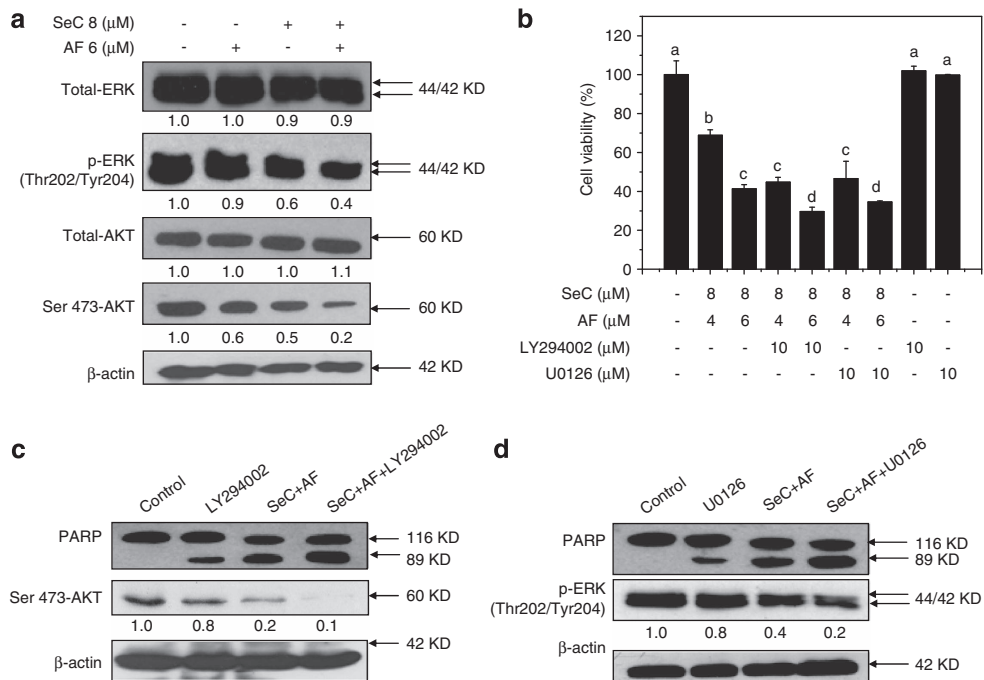 a
SeC 8 (μM) - - + +
AF 6 (μM) - + - +
Total-ERK 44/42 KD
1.0 1.0 0.9 0.9
p-ERK
(Thr202/Tyr204) 44/42 KD
1.0 0.9 0.6 0.4
Total-AKT 60 KD
1.0 1.0 1.0 1.1
Ser 473-AKT 60 KD
1.0 0.6 0.5 0.2
β-actin 42 KD
b
Cell viability (%)
120
100
80
60
40
20
0
a b c c d c d a a
SeC (μM) - 8 8 8 8 8 8 - -
AF (μM - 4 6 4 6 4 6 - -
LY294002 (μM) - - - 10 10 - - 10 -
U0126 (μM) - - - - - 10 10 - 10
c
Control LY294002 SeC+AF SeC+AF+LY294002
PARP 116 KD
89 KD
Ser 473-AKT 60 KD
1.0 0.8 0.2 0.1
β-actin 42 KD
d
Control U0126 SeC+AF SeC+AF+U0126
PARP 116 KD
89 KD
p-ERK
(Thr202/Tyr204) 44/42 KD
1.0 0.8 0.4 0.2
β-actin 42 KD